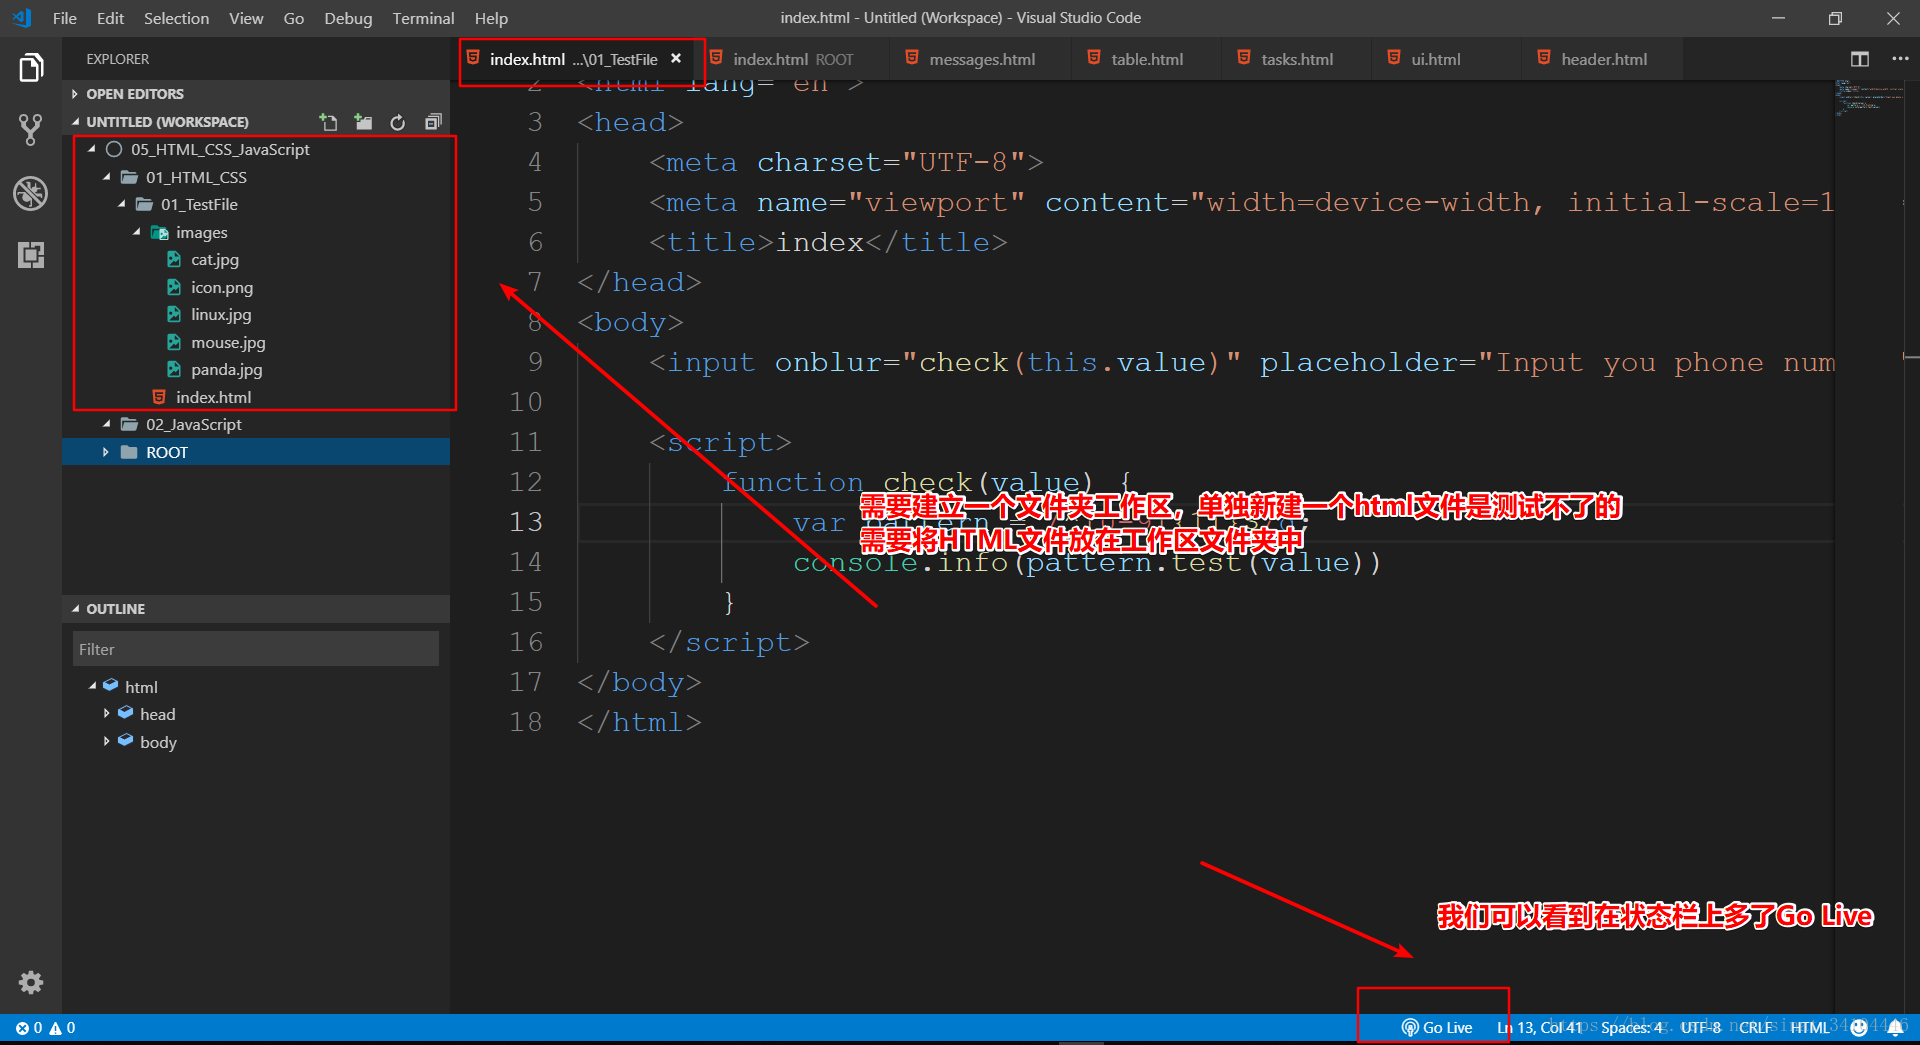 File Edit Selection View Go Debug Terminal Help
index.html - Untitled (Workspace) - Visual Studio Code
EXPLORER
OPEN EDITORS
UNTITLED (WORKSPACE)
05_HTML_CSS_JavaScript
01_HTML_CSS
01_TestFile
images
cat.jpg
icon.png
linux.jpg
mouse.jpg
panda.jpg
index.html
02_JavaScript
ROOT
OUTLINE
Filter
html
head
body
index.html ...\01_TestFile
index.html ROOT
messages.html
table.html
tasks.html
ui.html
header.html
2 <html lang="en">
3 <head>
4 <meta charset="UTF-8">
5 <meta name="viewport" content="width=device-width, initial-scale=1
6 <title>index</title>
7 </head>
8 <body>
9 <input onblur="check(this.value)" placeholder="Input you phone num
10
11 <script>
12 function check(value) {
13 var pattern =
14 console.info(pattern.test(value))
15 }
16 </script>
17 </body>
18 </html>
需要建立一个文件夹工作区，单独新建一个html文件是测试不了的
需要将HTML文件放在工作区文件夹中
我们可以看到在状态栏上多了Go Live
0 0
Go Live Ln 13, Col 41 Spaces: 4 UTF-8 CRLF HTML